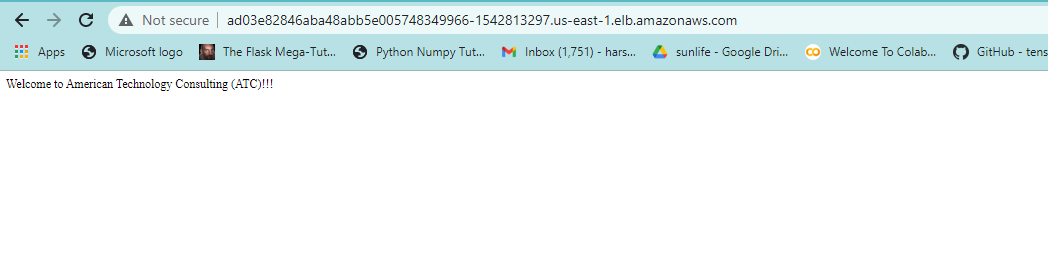 Not secure ad03e82846aba48abb5e005748349966-1542813297.us-east-1.elb.amazonaws.com
Apps Microsoft logo The Flask Mega-Tut... Python Numpy Tut... Inbox (1,751) - hars... sunlife - Google Dri... Welcome To Colab... GitHub - tens
Welcome to American Technology Consulting (ATC)!!!